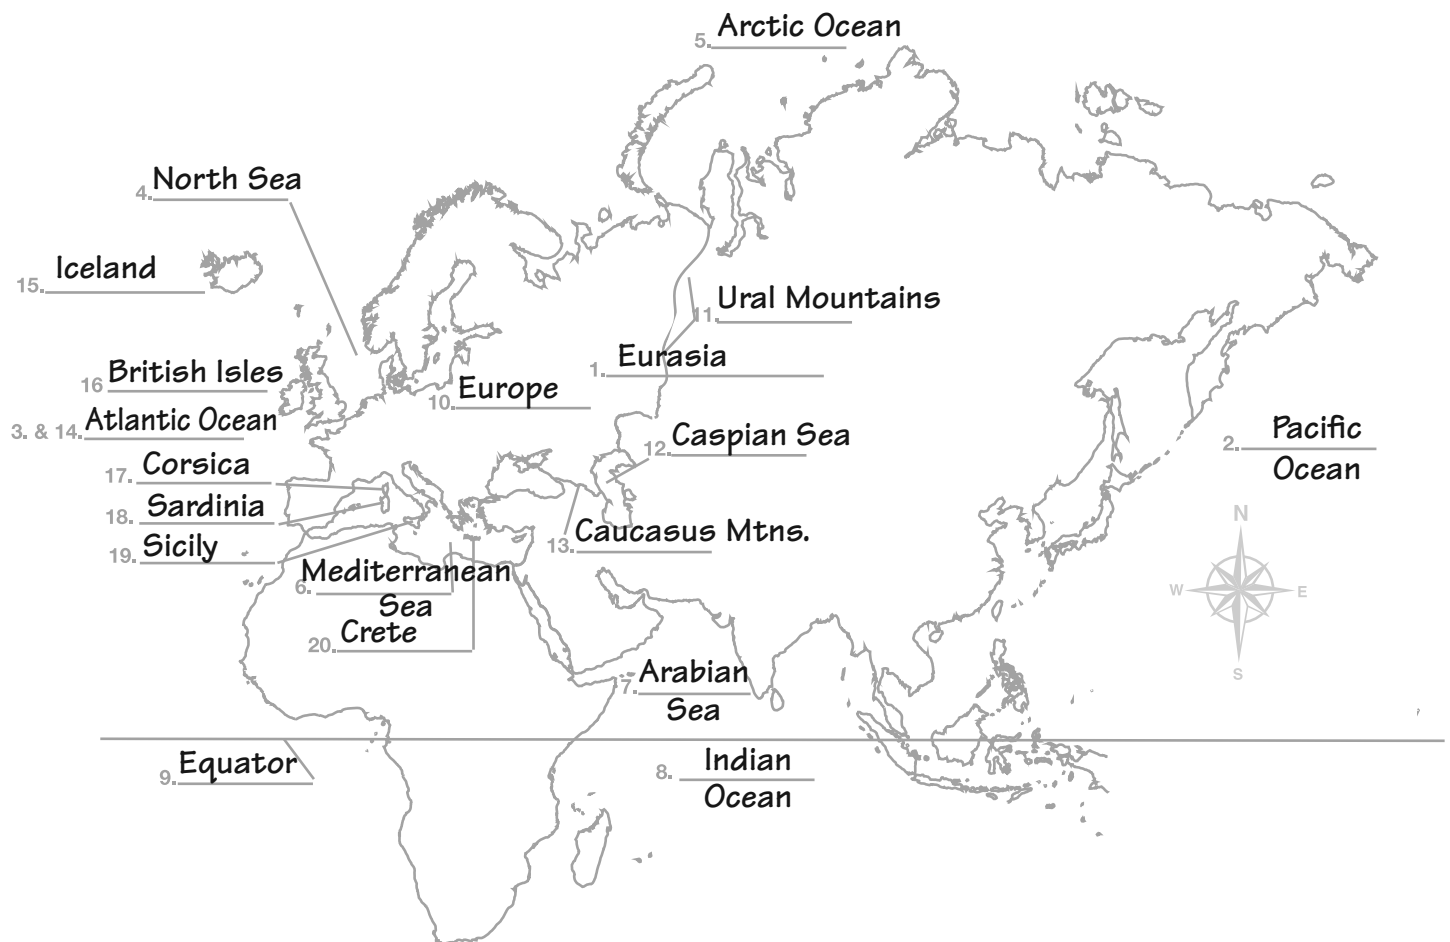 5. Arctic Ocean
4. North Sea
15. Iceland
11. Ural Mountains
1. Eurasia
16 British Isles
10. Europe
3. & 14. Atlantic Ocean
12. Caspian Sea
2. Pacific
Ocean
17. Corsica
18. Sardinia
19. Sicily
13. Caucasus Mtns.
6. Mediterranean
Sea
20. Crete
7. Arabian
Sea
9. Equator
8. Indian
Ocean
N
W E
S